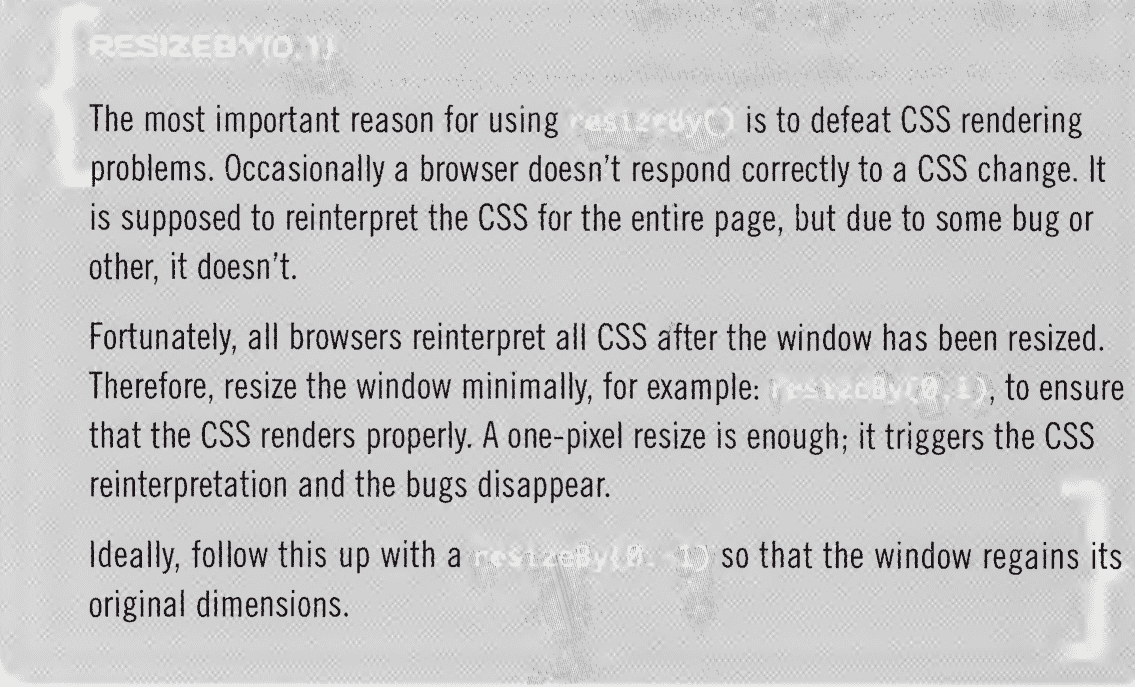 RESIZEBY(0,1)
The most important reason for using resizeBy() is to defeat CSS rendering
problems. Occasionally a browser doesn't respond correctly to a CSS change. It
is supposed to reinterpret the CSS for the entire page, but due to some bug or
other, it doesn't.
Fortunately, all browsers reinterpret all CSS after the window has been resized.
Therefore, resize the window minimally, for example: resizeBy(0,1), to ensure
that the CSS renders properly. A one-pixel resize is enough; it triggers the CSS
reinterpretation and the bugs disappear.
Ideally, follow this up with a resizeBy(0,-1) so that the window regains its
original dimensions.